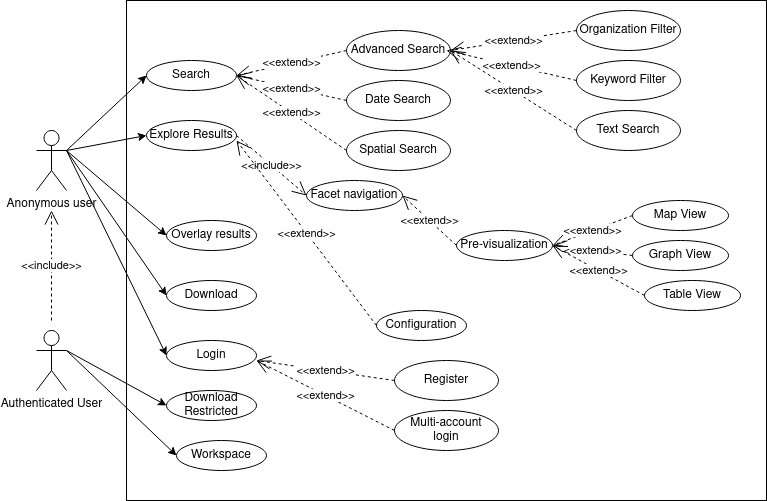 Organization Filter
Advanced Search
<<extend>>
<<extend>>
Search
<<extend>>
Keyword Filter
<<extend>>
<<extend>>
Date Search
<<extend>>
Text Search
Explore Results
Spatial Search
<<include>>
Anonymous user
Facet navigation
Map View
<<extend>>
<<extend>>
Overlay results
<<extend>>
Pre-visualization
<<extend>>
Graph View
<<include>>
<<extend>>
Download
Table View
Configuration
Login
<<extend>>
Register
Authenticated User
Download
Restricted
<<extend>>
Multi-account
login
Workspace